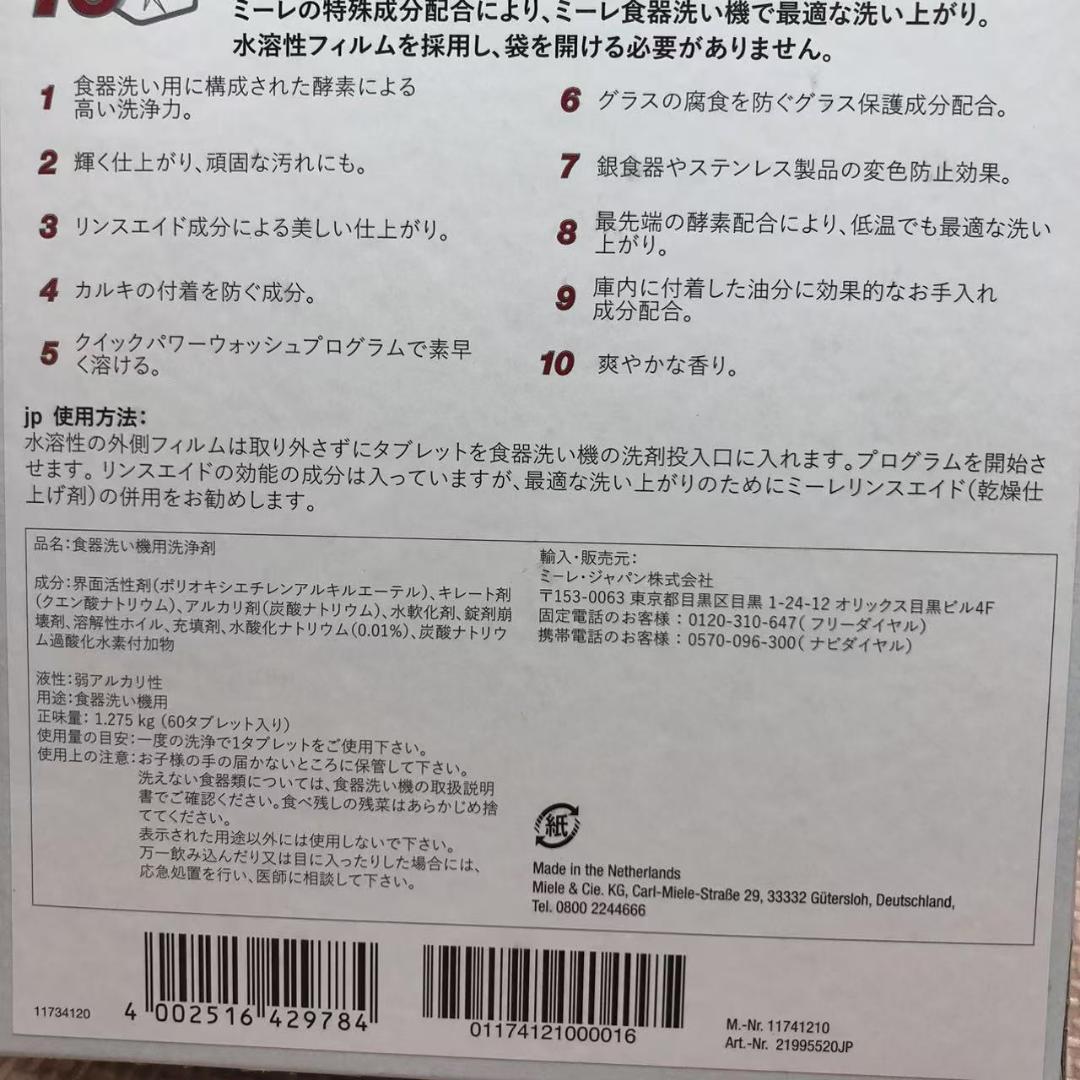 10
ミーレの特殊成分配合により、ミーレ食器洗い機で最適な洗い上がり。
水溶性フィルムを採用し、袋を開ける必要がありません。
1 食器洗い用に構成された酵素による
高い洗浄力。
2 輝く仕上がり、頑固な汚れにも。
3 リンスエイド成分による美しい仕上がり。
4 カルキの付着を防ぐ成分。
5 クイックパワーウォッシュプログラムで素早
く溶ける。
6 グラスの腐食を防ぐグラス保護成分配合。
7 銀食器やステンレス製品の変色防止効果。
8 最先端の酵素配合により、低温でも最適な洗い
上がり。
9 庫内に付着した油分に効果的なお手入れ
成分配合。
10 爽やかな香り。
jp 使用方法：
水溶性の外側フィルムは取り外さずにタブレットを食器洗い機の洗剤投入口に入れます。プログラムを開始さ
せます。リンスエイドの効能の成分は入っていますが、最適な洗い上がりのためにミーレリンスエイド（乾燥仕
上げ剤）の併用をお勧めします。
品名：食器洗い機用洗浄剤
成分：界面活性剤（ポリオキシエチレンアルキルエーテル）、キレート剤
（クエン酸ナトリウム）、アルカリ剤（炭酸ナトリウム）、水軟化剤、錠剤崩
壊剤、溶解性ホイル、充填剤、水酸化ナトリウム（0.01%）、炭酸ナトリウ
ム過酸化水素付加物
液性：弱アルカリ性
用途：食器洗い機用
正味量：1.275 kg（60タブレット入り）
使用量の目安：一度の洗浄で1タブレットをご使用下さい。
使用上の注意：お子様の手の届かないところに保管して下さい。
洗えない食器類については、食器洗い機の取扱説明
書でご確認ください。食べ残しの残菜はあらかじめ捨
ててください。
表示された用途以外には使用しないで下さい。
万一飲み込んだり又は目に入ったりした場合には、
応急処置を行い、医師に相談して下さい。
輸入・販売元：
ミーレ・ジャパン株式会社
〒153-0063 東京都目黒区目黒 1-24-12 オリックス目黒ビル4F
固定電話のお客様：0120-310-647（フリーダイヤル）
携帯電話のお客様：0570-096-300（ナビダイヤル）
紙
Made in the Netherlands
Miele & Cie. KG, Carl-Miele-Straße 29, 33332 Gütersloh, Deutschland,
Tel. 0800 2244666
11734120
4 002516 429784
01174121000016
M.-Nr. 11741210
Art.-Nr. 21995520JP